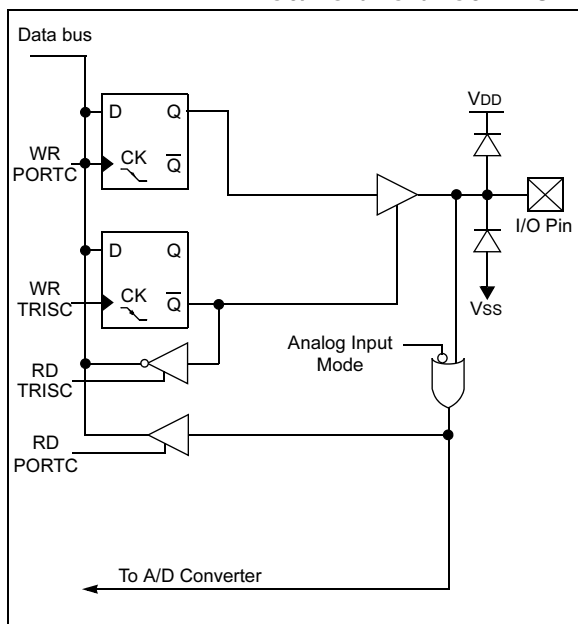 Data bus
D Q
WR
PORTC
CK Q
VDD
I/O Pin
D Q
WR
TRISC
CK Q
VSS
Analog Input
Mode
RD
TRISC
RD
PORTC
To A/D Converter